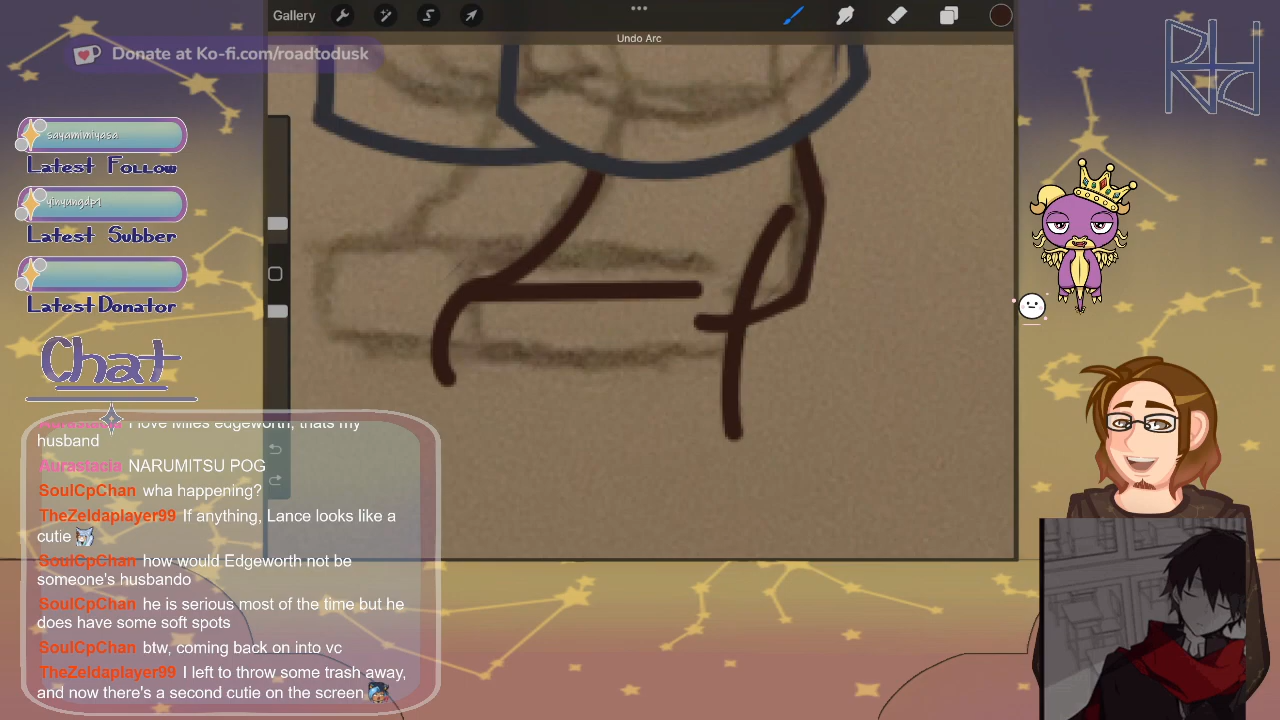 Gallery
Undo Arc
Donate at Ko-fi.com/roadtodusk
sayamimiyasa
Latest Follow
yinyungdp1
Latest Subber
Latest Donator
Chat
husband
Aurastacia NARUMITSU POG
SoulCpChan wha happening?
TheZeldaplayer99 If anything, Lance looks like a
cutie
SoulCpChan how would Edgeworth not be
someone's husbando
SoulCpChan he is serious most of the time but he
does have some soft spots
SoulCpChan btw, coming back on into vc
TheZeldaplayer99 I left to throw some trash away,
and now there's a second cutie on the screen